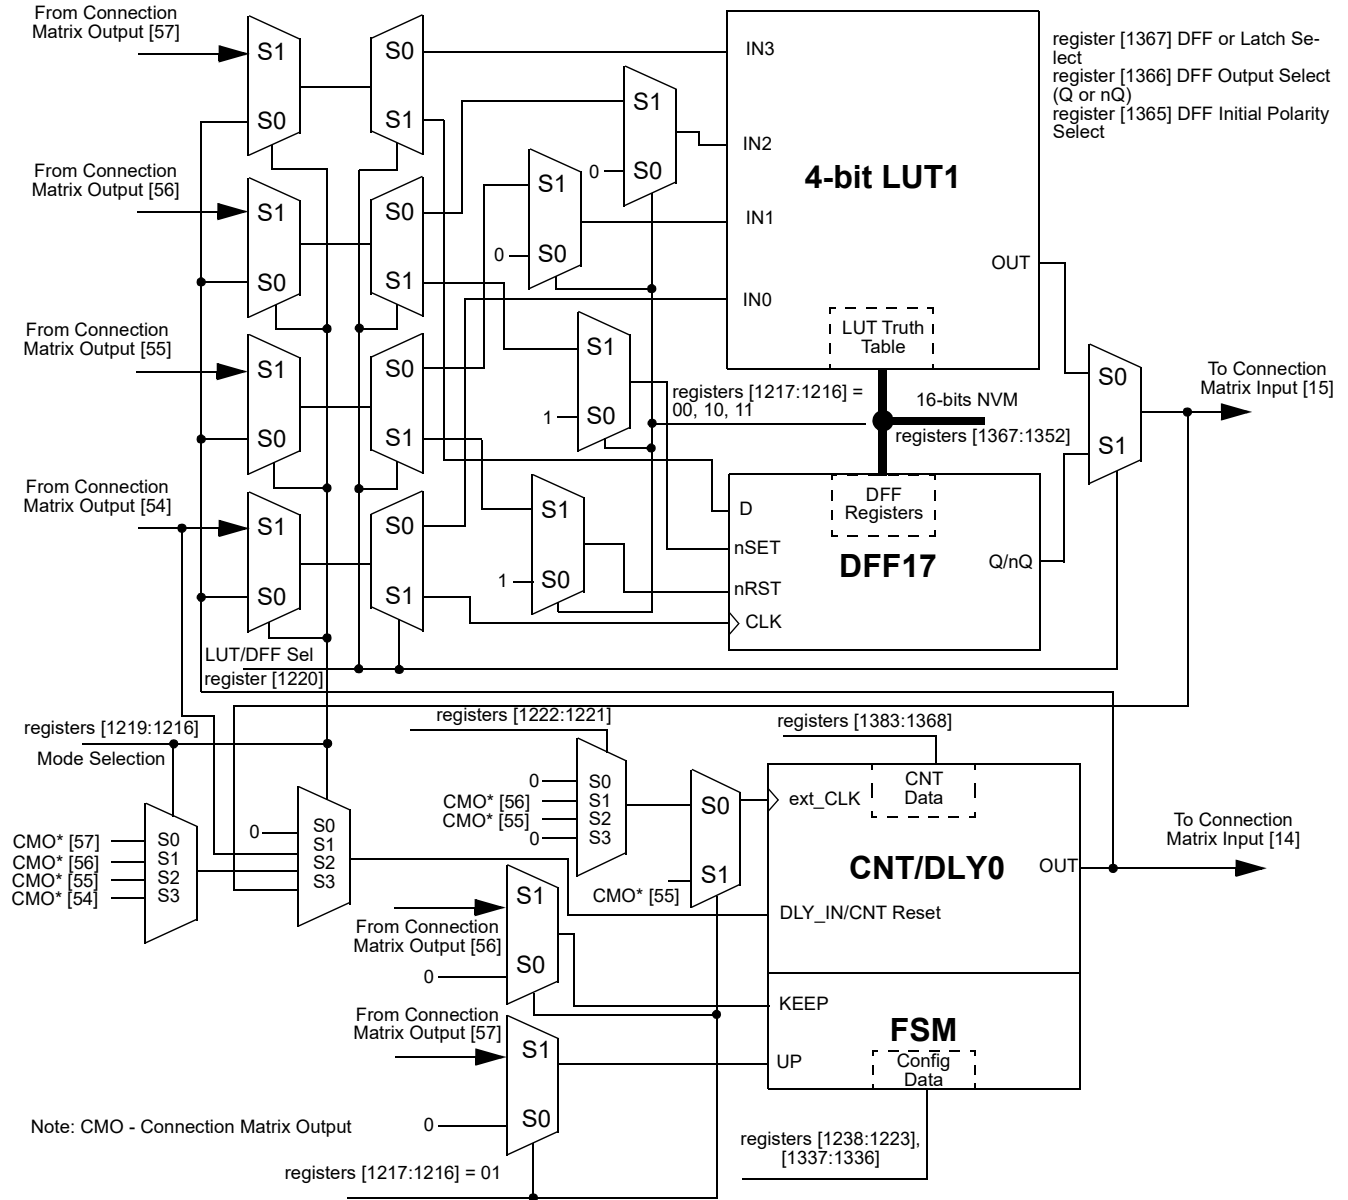 From Connection
Matrix Output [57]
S1
S0
S0
S1
From Connection
Matrix Output [56]
S1
S0
S0
S1
From Connection
Matrix Output [55]
S1
S0
S0
S1
From Connection
Matrix Output [54]
S1
S0
S0
S1
S1
0
S0
S1
0
S0
S1
1
S0
S1
1
S0
IN3
IN2
IN1
IN0
4-bit LUT1
OUT
LUT Truth
Table
register [1367] DFF or Latch Se-
lect
register [1366] DFF Output Select
(Q or nQ)
register [1365] DFF Initial Polarity
Select
registers [1217:1216] =
00, 10, 11
16-bits NVM
registers [1367:1352]
S0
S1
To Connection
Matrix Input [15]
D
nSET
nRST
CLK
DFF
Registers
DFF17
Q/nQ
LUT/DFF Sel
register [1220]
registers [1219:1216]
Mode Selection
CMO* [57]
CMO* [56]
CMO* [55]
CMO* [54]
S0
S1
S2
S3
0
S0
S1
S2
S3
registers [1222:1221]
0
CMO* [56]
CMO* [55]
0
S0
S1
S2
S3
S0
S1
CMO* [55]
registers [1383:1368]
ext_CLK
CNT
Data
CNT/DLY0
OUT
DLY_IN/CNT Reset
To Connection
Matrix Input [14]
From Connection
Matrix Output [56]
0
S1
S0
KEEP
FSM
UP
Config
Data
From Connection
Matrix Output [57]
0
S1
S0
Note: CMO - Connection Matrix Output
registers [1217:1216] = 01
registers [1238:1223],
[1337:1336]